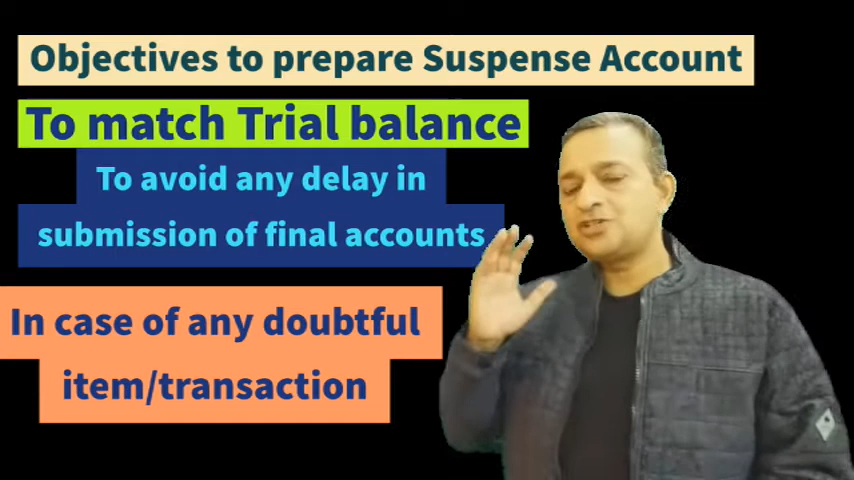 Objectives to prepare Suspense Account
To match Trial balance
To avoid any delay in
submission of final accounts
In case of any doubtful
item/transaction